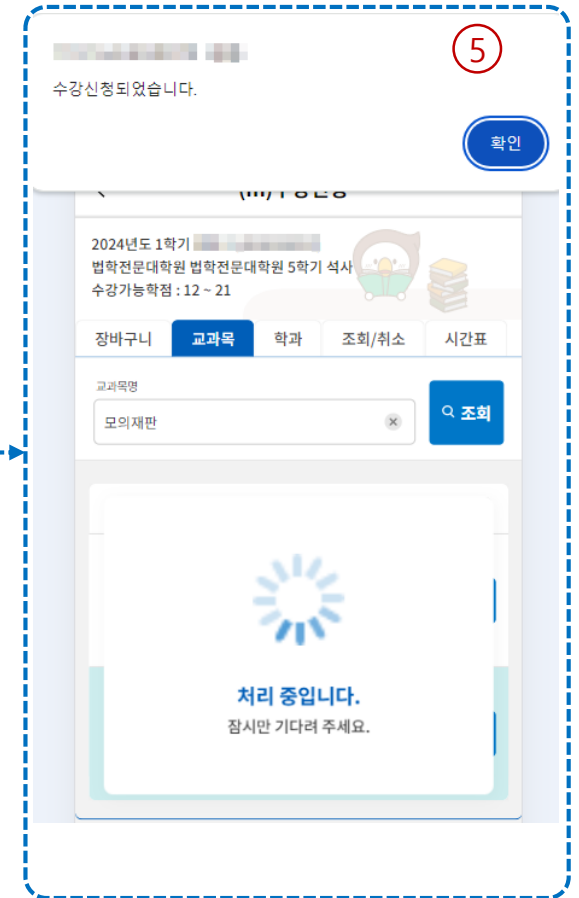 ⑤
수강신청되었습니다.
확인
2024년도 1학기
법학전문대학원 법학전문대학원 5학기 석사
수강가능학점 : 12 ~ 21
장바구니 교과목 학과 조회/취소 시간표
교과목명
모의재판
조회
처리 중입니다.
잠시만 기다려 주세요.